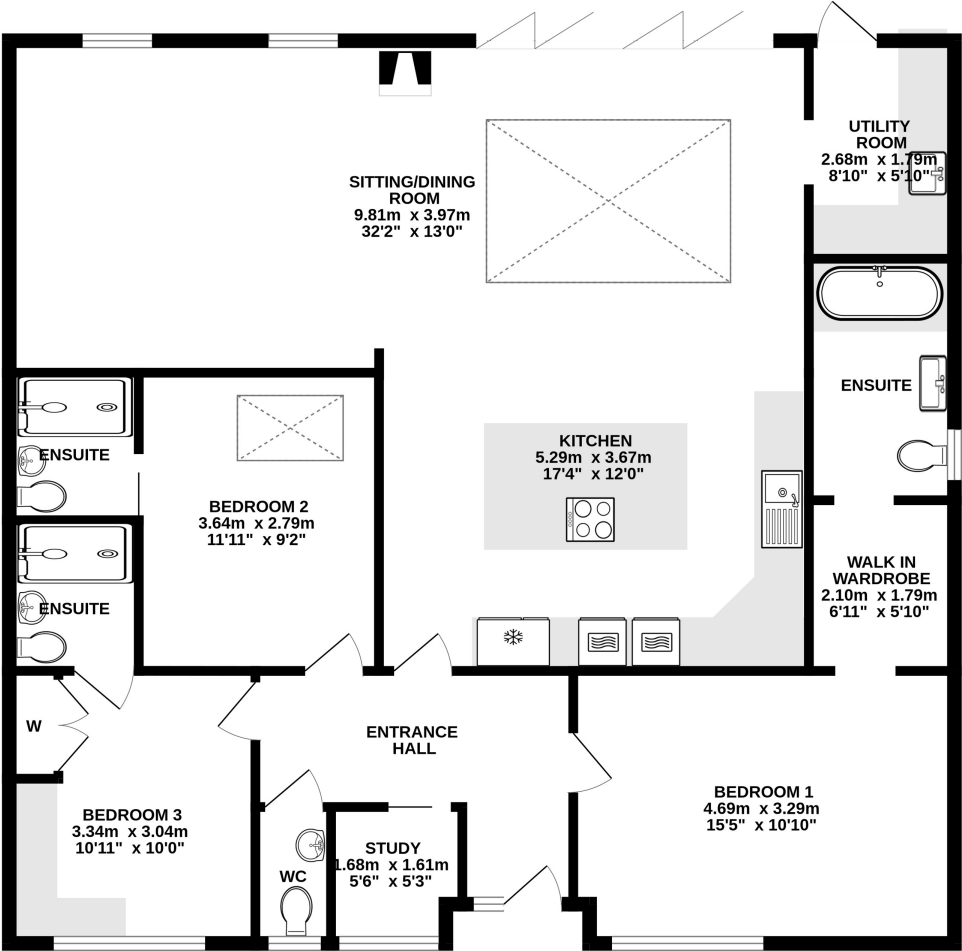 UTILITY
ROOM
2.68m x 1.79m
8'10" x 5'10"
SITTING/DINING
ROOM
9.81m x 3.97m
32'2" x 13'0"
ENSUITE
KITCHEN
5.29m x 3.67m
17'4" x 12'0"
ENSUITE
BEDROOM 2
3.64m x 2.79m
11'11" x 9'2"
WALK IN
WARDROBE
2.10m x 1.79m
6'11" x 5'10"
ENSUITE
W
ENTRANCE
HALL
BEDROOM 1
4.69m x 3.29m
15'5" x 10'10"
BEDROOM 3
3.34m x 3.04m
10'11" x 10'0"
STUDY
1.68m x 1.61m
5'6" x 5'3"
WC